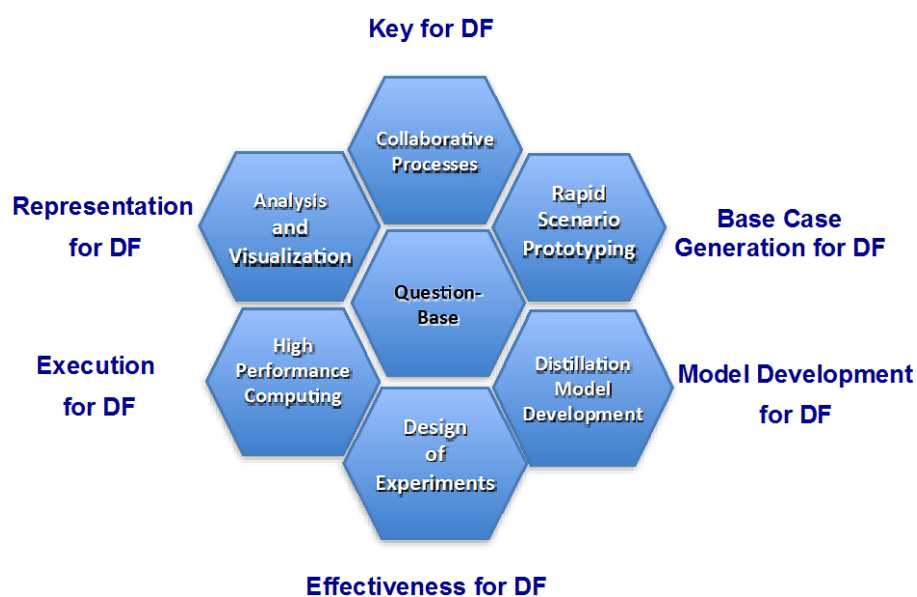 Key for DF
Collaborative
Processes
Analysis
and
Visualization
Rapid
Scenario
Prototyping
Representation
for DF
Base Case
Generation for DF
Question-
Base
High
Performance
Computing
Distillation
Model
Development
Execution
for DF
Model Development
for DF
Design
of
Experiments
Effectiveness for DF